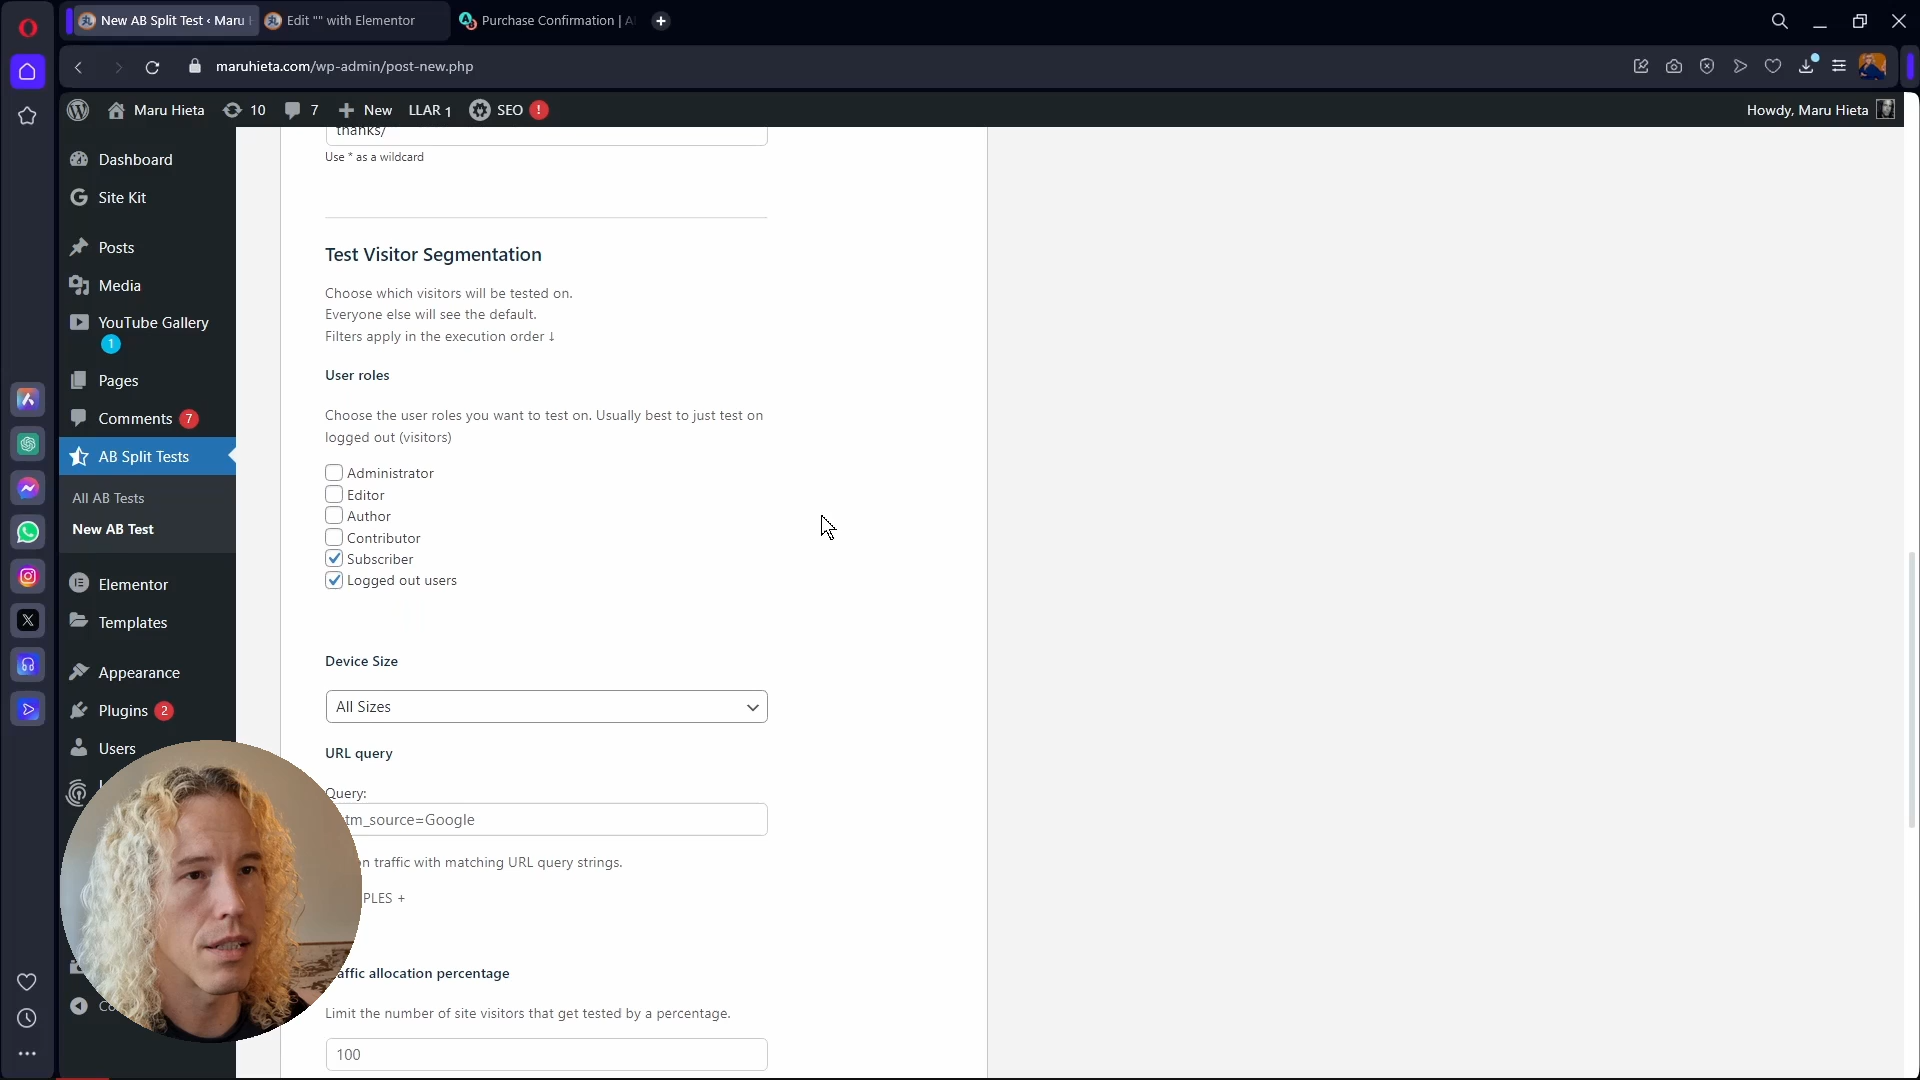 New AB Split Test ‹ Maru
Edit "" with Elementor
Purchase Confirmation |
maruhieta.com/wp-admin/post-new.php
Maru Hieta
10
7
New
LLAR 1
SEO
!
Howdy, Maru Hieta
Dashboard
Site Kit
Posts
Media
YouTube Gallery
1
Pages
Comments 7
AB Split Tests
All AB Tests
New AB Test
Elementor
Templates
Appearance
Plugins 2
Users
thanks/
Use * as a wildcard
Test Visitor Segmentation
Choose which visitors will be tested on.
Everyone else will see the default.
Filters apply in the execution order ↓
User roles
Choose the user roles you want to test on. Usually best to just test on
logged out (visitors)
Administrator
Editor
Author
Contributor
Subscriber
Logged out users
Device Size
All Sizes
URL query
Query:
tm_source=Google
traffic with matching URL query strings.
PLES +
allocation percentage
Limit the number of site visitors that get tested by a percentage.
100